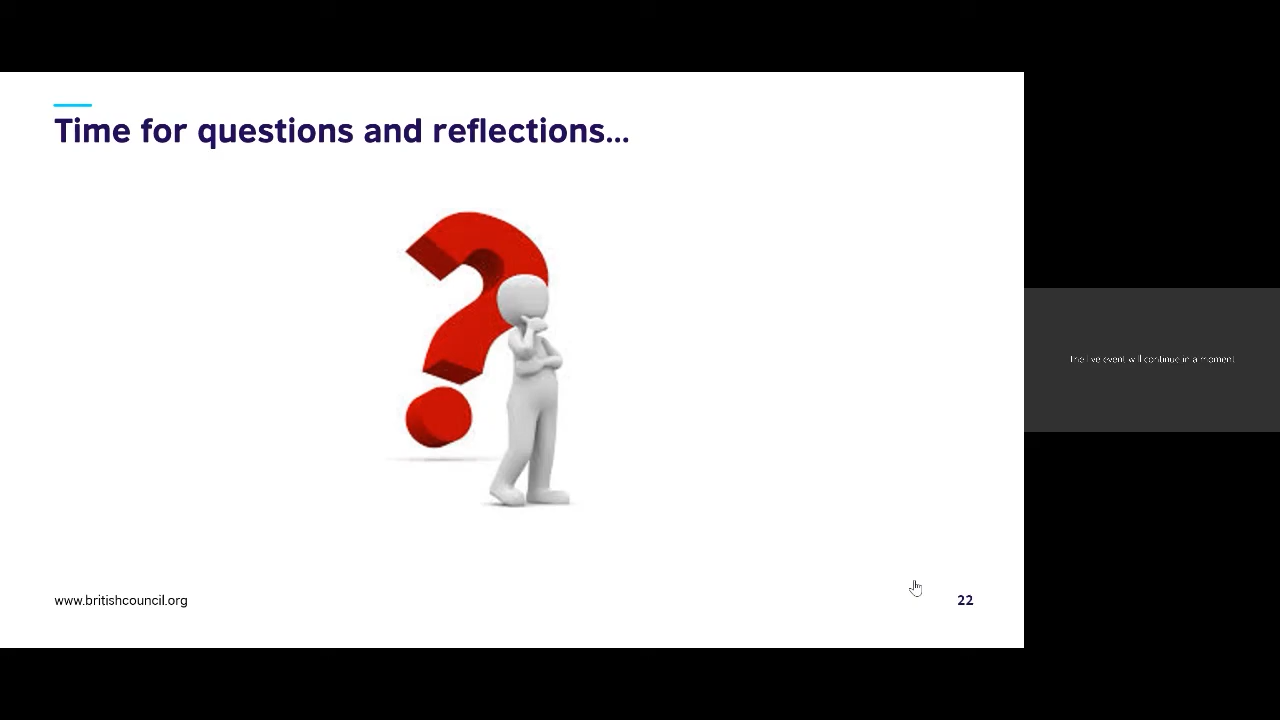 Time for questions and reflections...
The live event will continue in a moment
www.britishcouncil.org
22